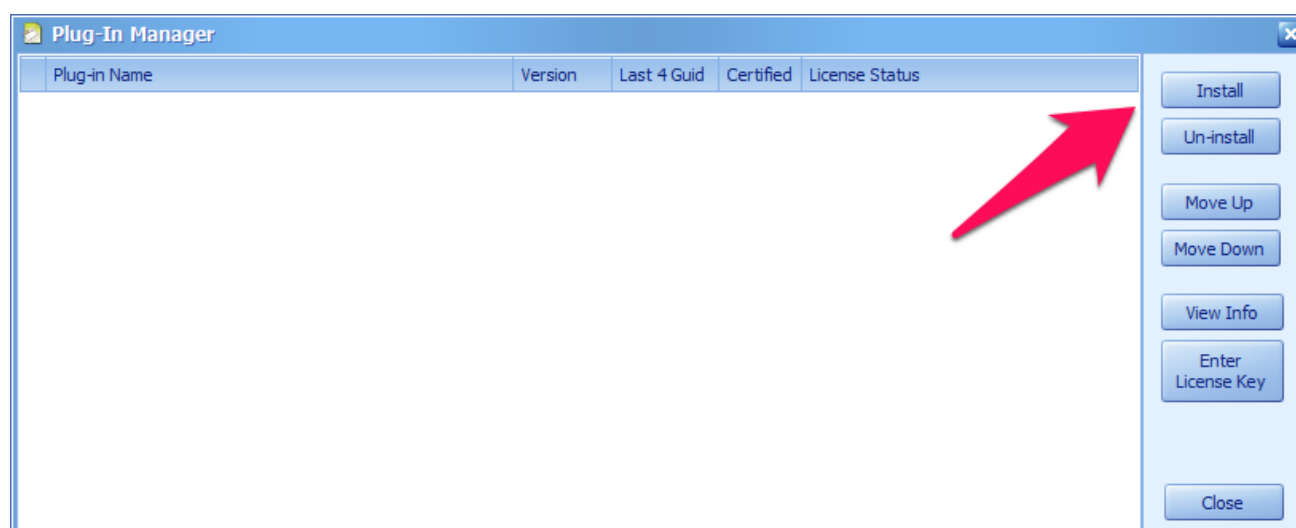 Plug-In Manager
Plug-in Name Version Last 4 Guid Certified License Status
Install
Un-install
Move Up
Move Down
View Info
Enter
License Key
Close